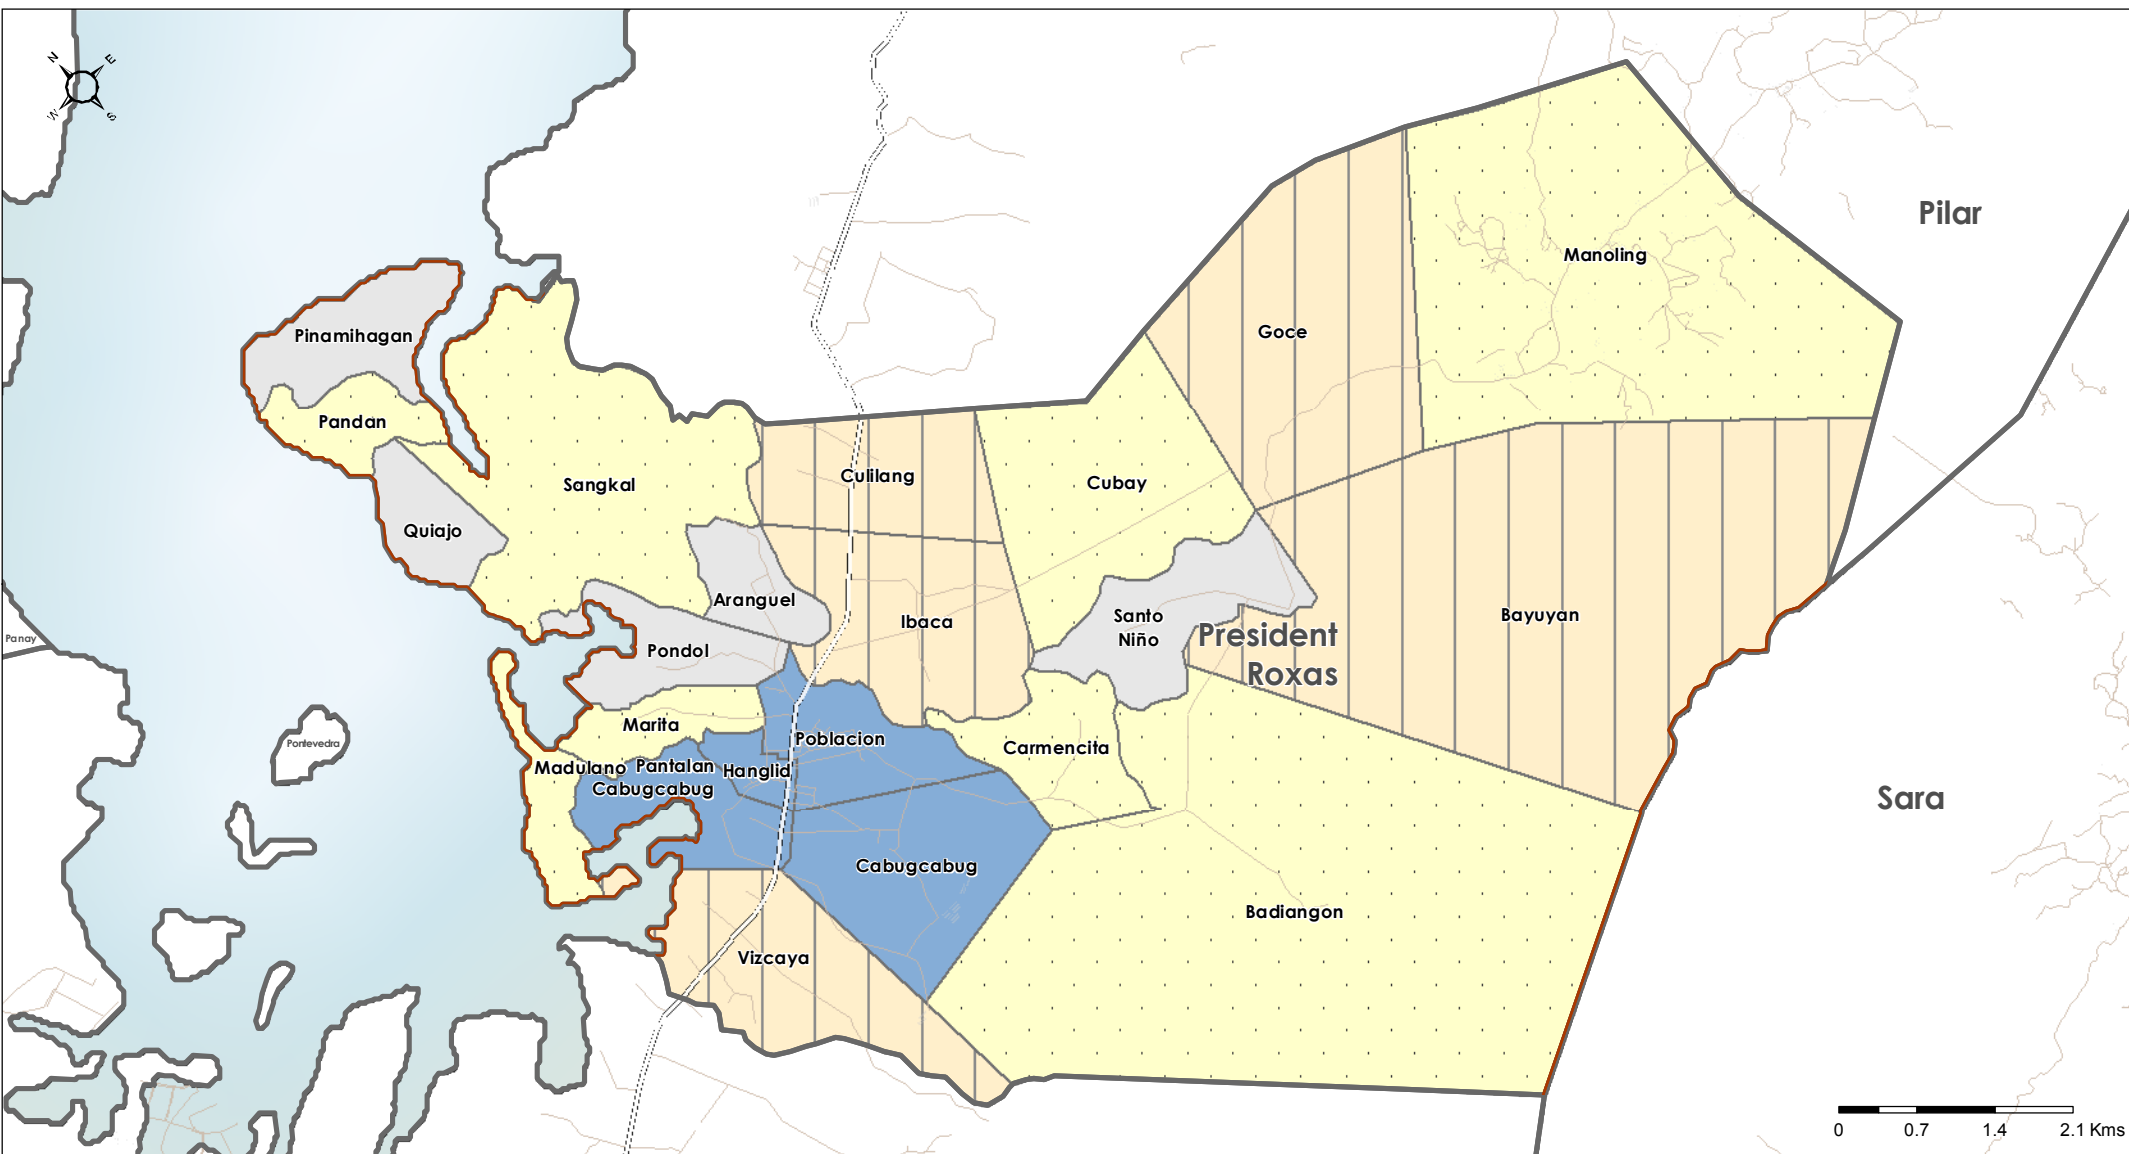 N
E
W
S
Pilar
Manoling
Goce
Pinamihagan
Pandan
Culilang
Cubay
Sangkal
Quiajo
Aranguel
Ibaca
Santo
Niño
Bayuyan
President
Roxas
Panay
Pondol
Marita
Pontevedra
Poblacion
Carmencita
Madulano
Pantalan
Cabugcabug
Hanglid
Sara
Cabugcabug
Badiangon
Vizcaya
0 0.7 1.4 2.1 Kms